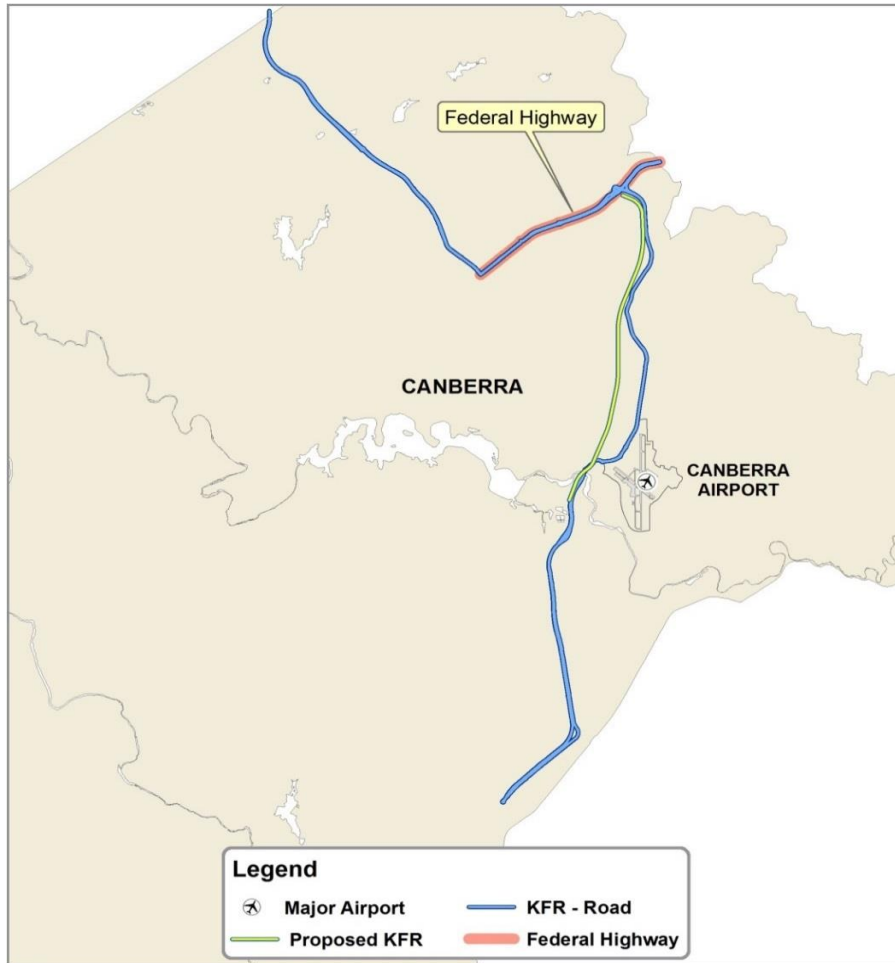 Federal Highway
CANBERRA
CANBERRA
AIRPORT
Legend
Major Airport
KFR - Road
Proposed KFR
Federal Highway